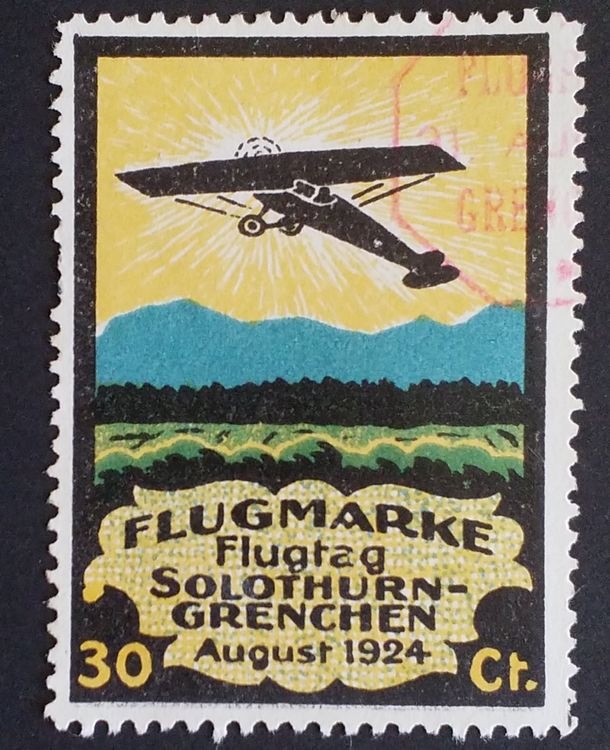 FLUGMARKE
Flugtag
SOLOTHURN-
GRENCHEN
August 1924
30 Ct.